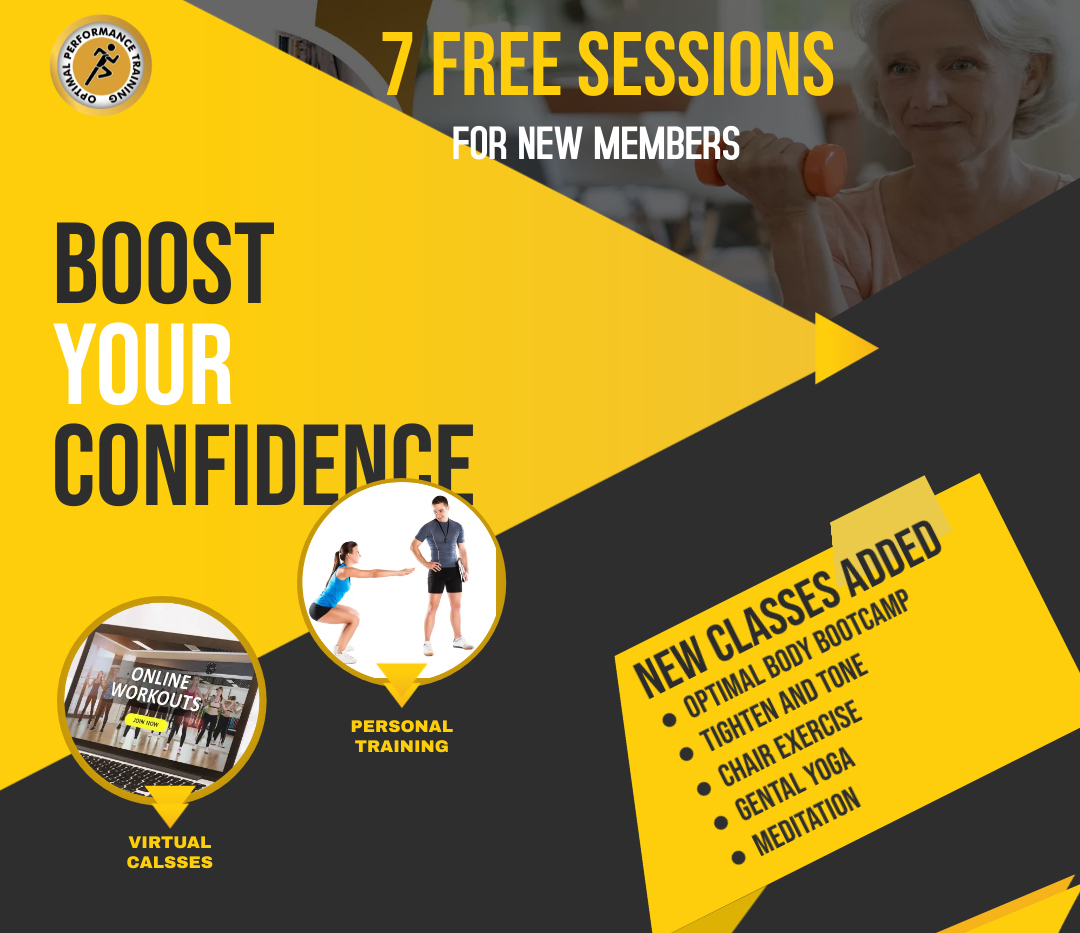 OPTIMAL PERFORMANCE TRAINING
7 FREE SESSIONS
FOR NEW MEMBERS
BOOST
YOUR
CONFIDENCE
ONLINE
WORKOUTS
JOIN NOW
PERSONAL
TRAINING
VIRTUAL
CALSSES
NEW CLASSES ADDED
OPTIMAL BODY BOOTCAMP
TIGHTEN AND TONE
CHAIR EXERCISE
GENTAL YOGA
MEDITATION